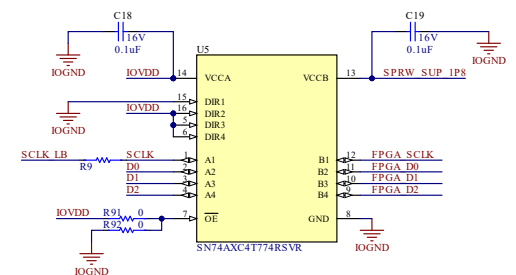 C18
C19
16V
0.1uF
16V
0.1uF
U5
IOGND
IOGND
IOVDD
14
VCCA
VCCB
13
SPRW_SUP_1P8
15
DIR1
IOVDD
16
DIR2
5
DIR3
IOGND
6
DIR4
SCLK_LB
SCLK
1
A1
B1
12
FPGA_SCLK
R9
D0
2
A2
B2
11
FPGA_D0
D1
3
A3
B3
10
FPGA_D1
D2
4
A4
B4
9
FPGA_D2
IOVDD
R91
0
R92
0
7
OE
GND
8
SN74AXC4T774RSVR
IOGND
IOGND